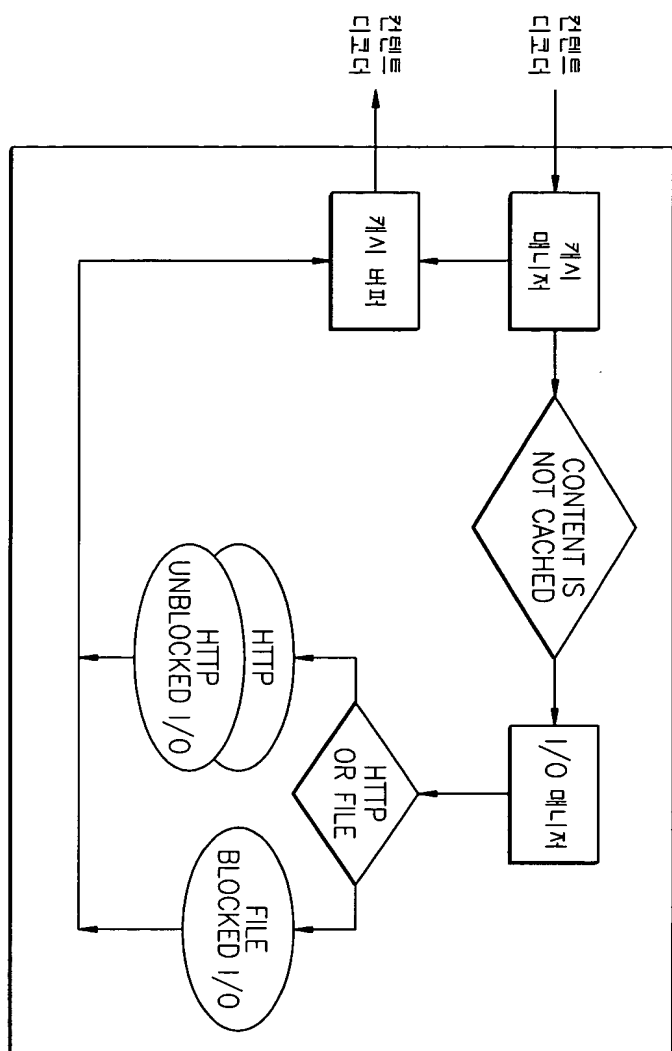 컨텐트
디코더
캐시
매니저
CONTENT IS
NOT CACHED
I/O 매니저
컨텐트
디코더
캐시 버퍼
HTTP
OR FILE
HTTP
HTTP
UNBLOCKED I/O
FILE
BLOCKED I/O